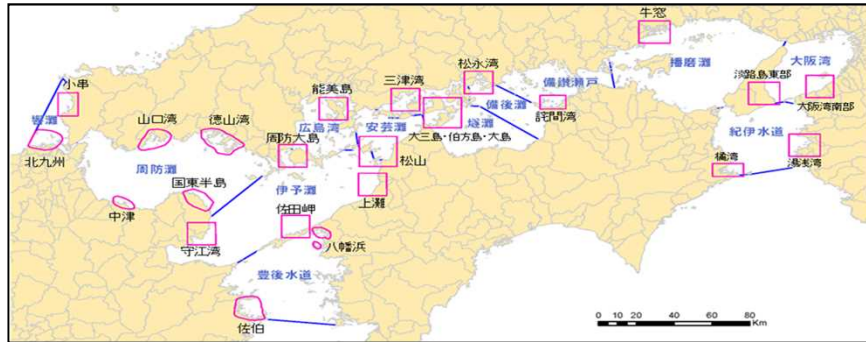 牛窓
播磨灘
大阪湾
小串
能美島
三津湾
松永湾
備讃瀬戸
淡路島東部
響灘
山口湾
徳山湾
広島湾
安芸灘
備後灘
詫間湾
大阪湾南部
燧灘
北九州
周防大島
大三島・伯方島・大島
紀伊水道
周防灘
松山
橘湾
湯浅湾
国東半島
伊予灘
中津
上灘
佐田岬
守江湾
八幡浜
豊後水道
佐伯
0 10 20 40 60 80
Km